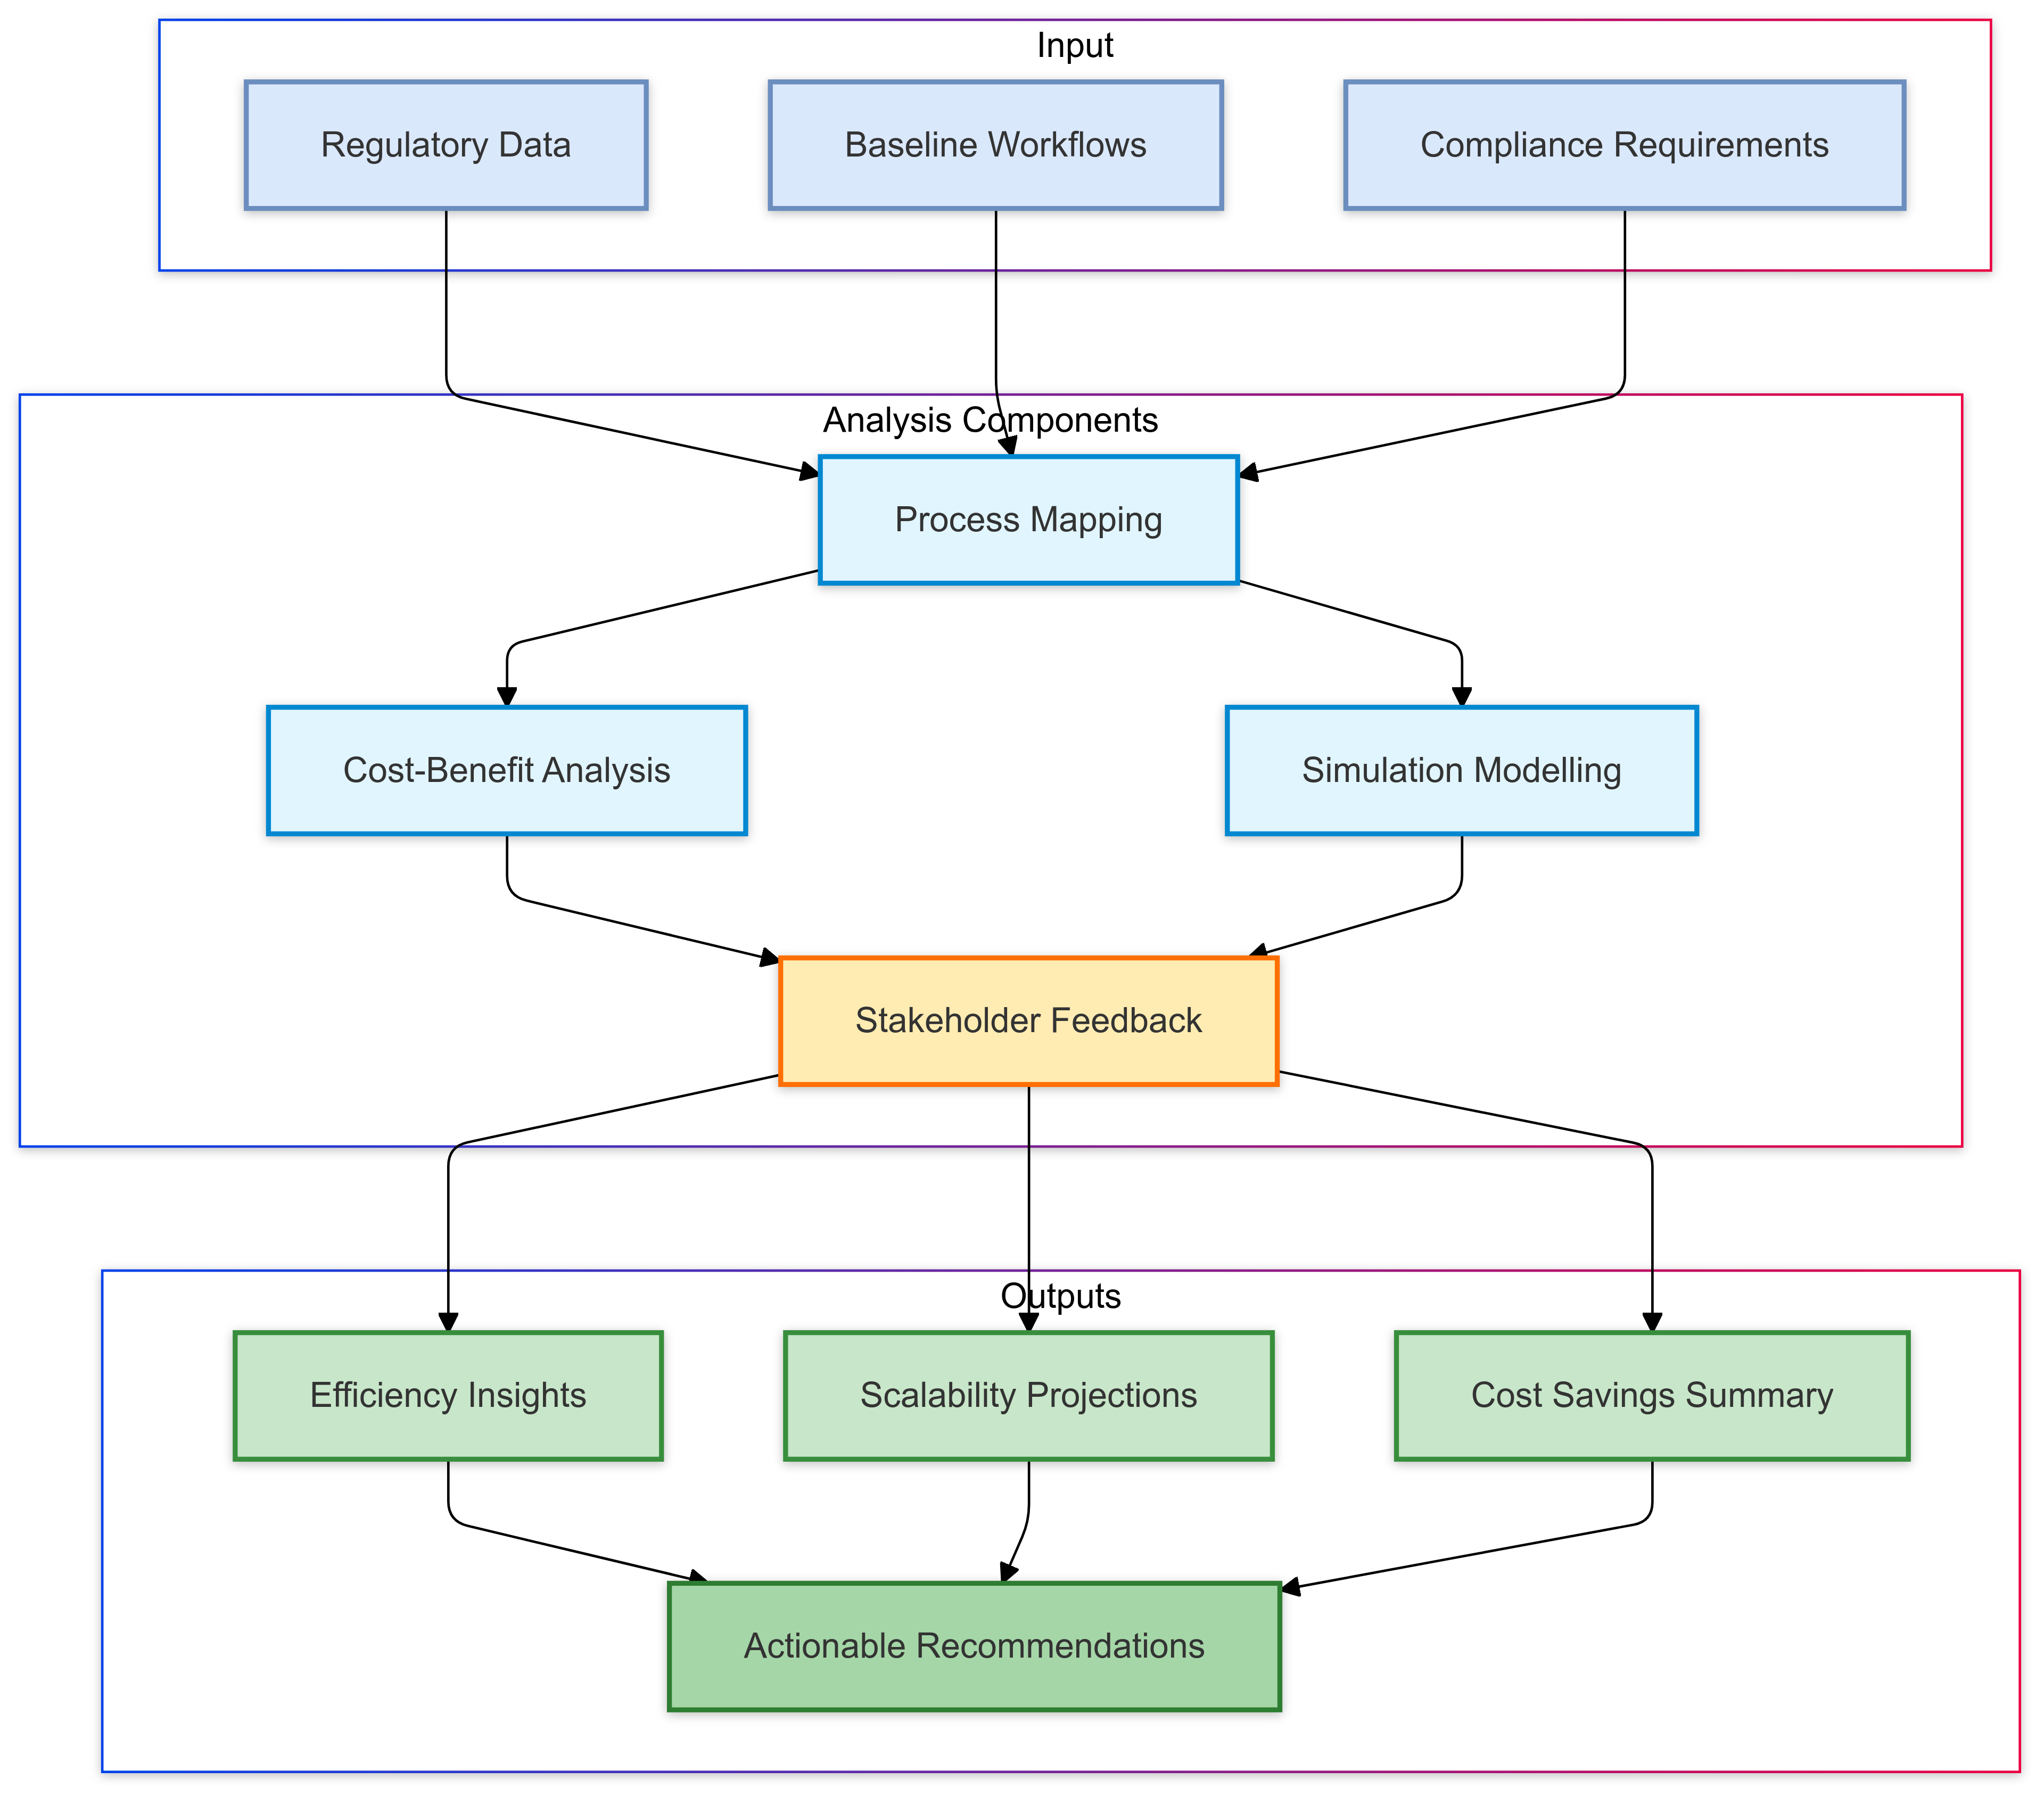 Input
Regulatory Data
Baseline Workflows
Compliance Requirements
Analysis Components
Process Mapping
Cost-Benefit Analysis
Simulation Modelling
Stakeholder Feedback
Outputs
Efficiency Insights
Scalability Projections
Cost Savings Summary
Actionable Recommendations